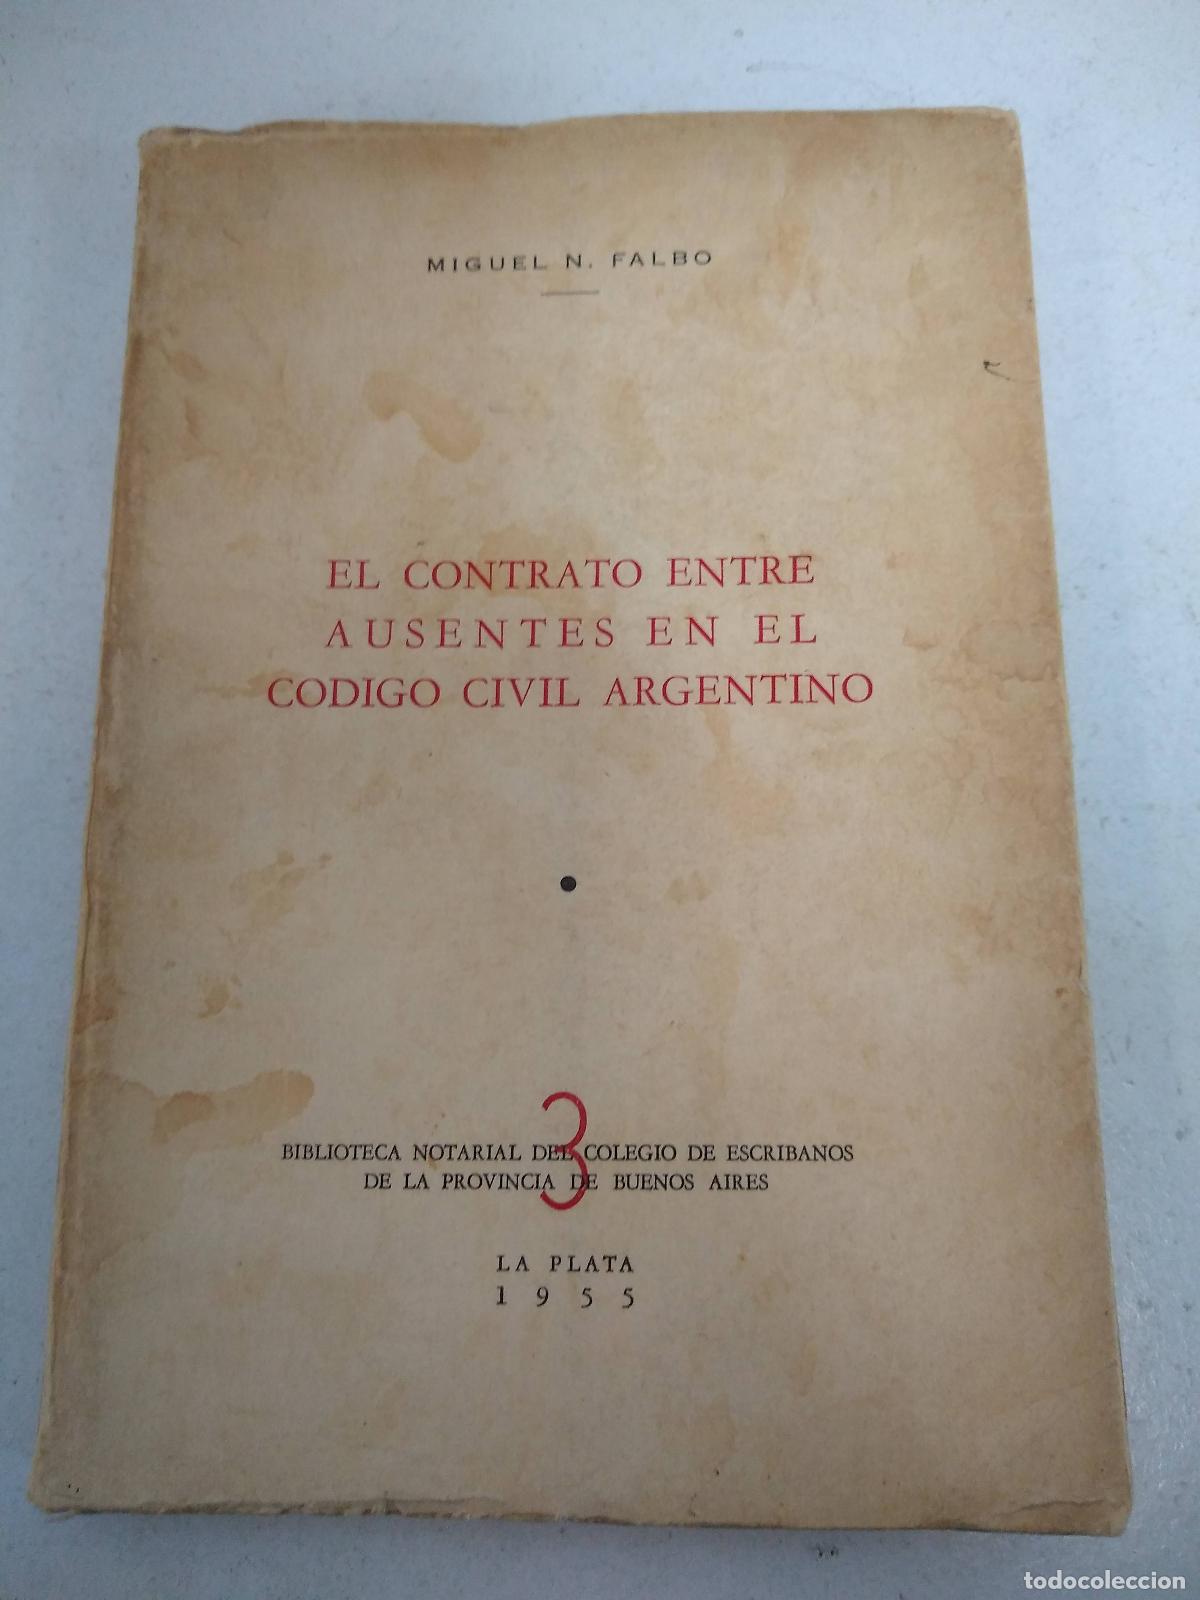 MIGUEL N. FALBO
EL CONTRATO ENTRE
AUSENTES EN EL
CODIGO CIVIL ARGENTINO
3
BIBLIOTECA NOTARIAL DEL COLEGIO DE ESCRIBANOS
DE LA PROVINCIA DE BUENOS AIRES
LA PLATA
1955
todocoleccion